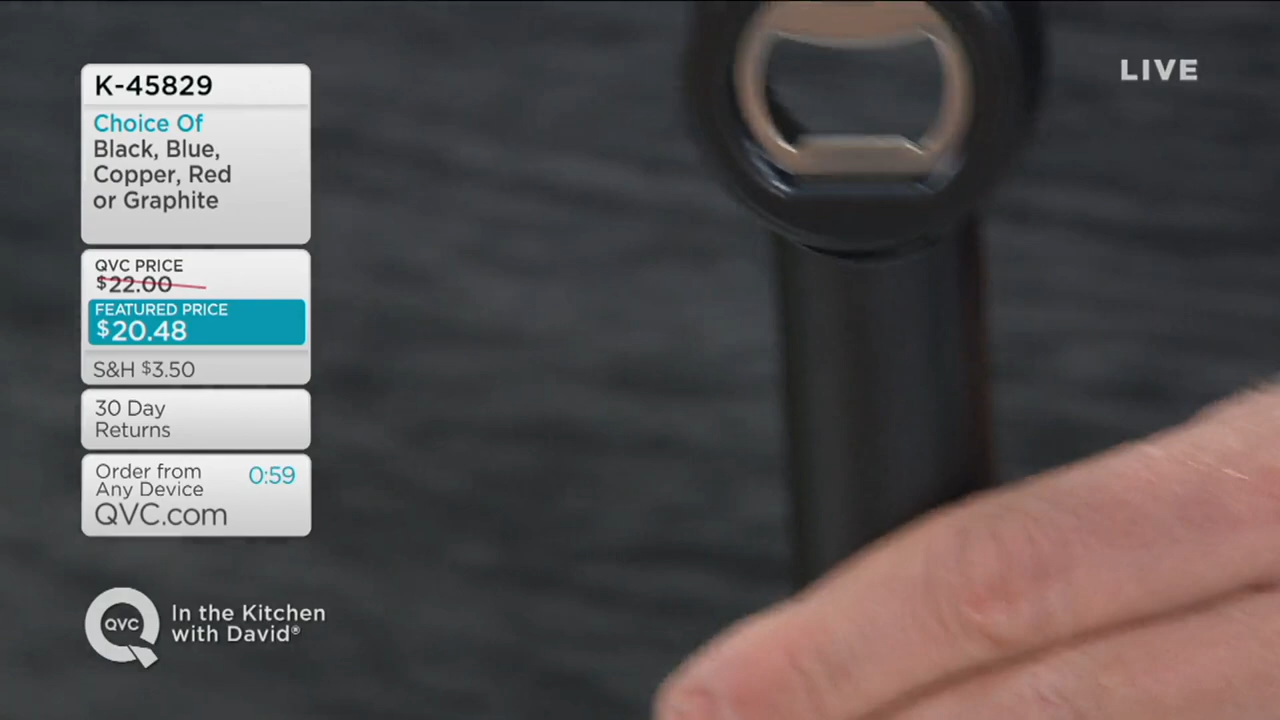 K-45829
Choice Of
Black, Blue,
Copper, Red
or Graphite
QVC PRICE
$22.00
FEATURED PRICE
$20.48
S&H $3.50
30 Day
Returns
Order from
Any Device
0:59
QVC.com
QVC
In the Kitchen
with David®
LIVE